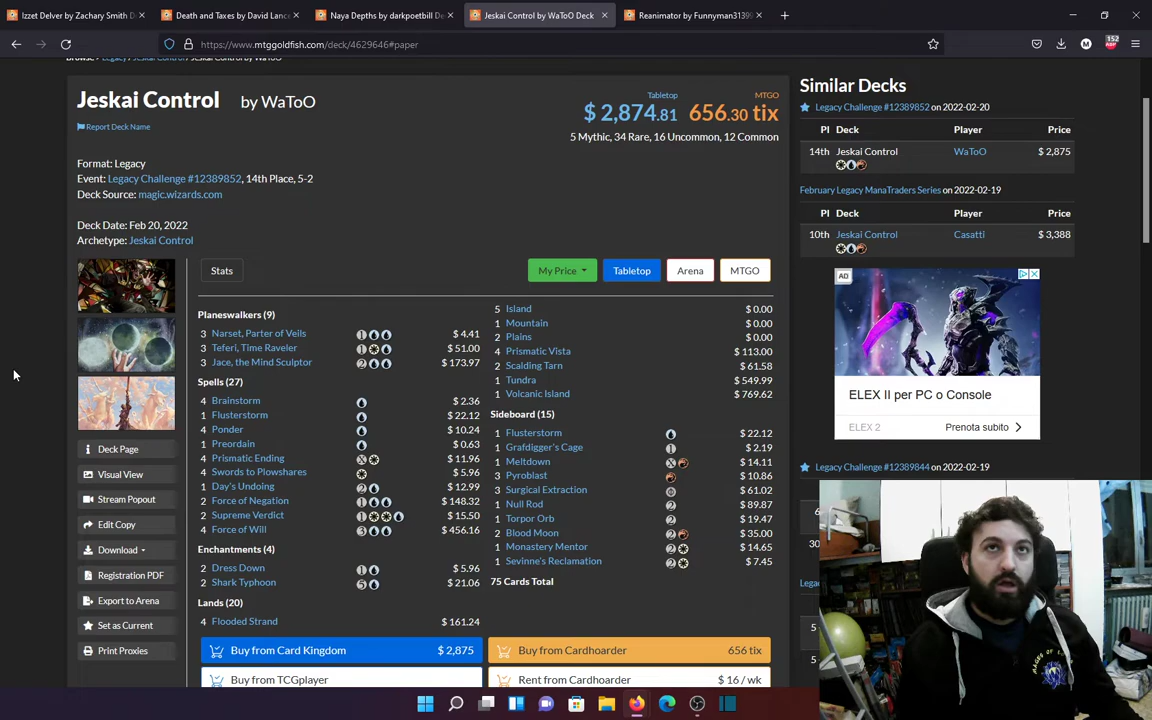 Izzet Delver by Zachary Smith D
Death and Taxes by David Lance
Naya Depths by darkpoetbill De
Jeskai Control by WaToO Deck
Reanimator by Funnyman3139
https://www.mtggoldfish.com/deck/4629646#paper
152
Jeskai Control by WaToO
Report Deck Name
Tabletop
$ 2,874.81
MTGO
656.30 tix
5 Mythic, 34 Rare, 16 Uncommon, 12 Common
Format: Legacy
Event: Legacy Challenge #12389852, 14th Place, 5-2
Deck Source: magic.wizards.com
Deck Date: Feb 20, 2022
Archetype: Jeskai Control
Stats
My Price
Tabletop
Arena
MTGO
Planeswalkers (9)
3 Narset, Parter of Veils $ 4.41
3 Teferi, Time Raveler $ 51.00
3 Jace, the Mind Sculptor $ 173.97
Spells (27)
4 Brainstorm $ 2.36
1 Flusterstorm $ 22.12
4 Ponder $ 10.24
1 Preordain $ 0.63
4 Prismatic Ending X $ 11.96
4 Swords to Plowshares $ 5.96
1 Day's Undoing 2 $ 12.99
2 Force of Negation 1 $ 148.32
2 Supreme Verdict 1 $ 15.50
4 Force of Will 3 $ 456.16
Enchantments (4)
2 Dress Down 1 $ 5.96
2 Shark Typhoon 5 $ 21.06
Lands (20)
4 Flooded Strand $ 161.24
5 Island $ 0.00
1 Mountain $ 0.00
2 Plains $ 0.00
4 Prismatic Vista $ 113.00
2 Scalding Tarn $ 61.58
1 Tundra $ 549.99
1 Volcanic Island $ 769.62
Sideboard (15)
1 Flusterstorm $ 22.12
1 Grafdigger's Cage 1 $ 2.19
1 Meltdown X $ 14.11
3 Pyroblast $ 10.86
1 Surgical Extraction $ 61.02
1 Null Rod 2 $ 89.87
1 Torpor Orb 2 $ 19.47
2 Blood Moon 2 $ 35.00
1 Monastery Mentor 2 $ 14.65
1 Sevinne's Reclamation 2 $ 7.45
75 Cards Total
Deck Page
Visual View
Stream Popout
Edit Copy
Download
Registration PDF
Export to Arena
Set as Current
Print Proxies
Buy from Card Kingdom $ 2,875
Buy from Cardhoarder 656 tix
Buy from TCGplayer
Rent from Cardhoarder $ 16 / wk
Similar Decks
Legacy Challenge #12389852 on 2022-02-20
Pl Deck Player Price
14th Jeskai Control WaToO $ 2,875
February Legacy ManaTraders Series on 2022-02-19
Pl Deck Player Price
10th Jeskai Control Casatti $ 3,388
AD
ELEX II per PC o Console
ELEX 2 Prenota subito
Legacy Challenge #12389844 on 2022-02-19